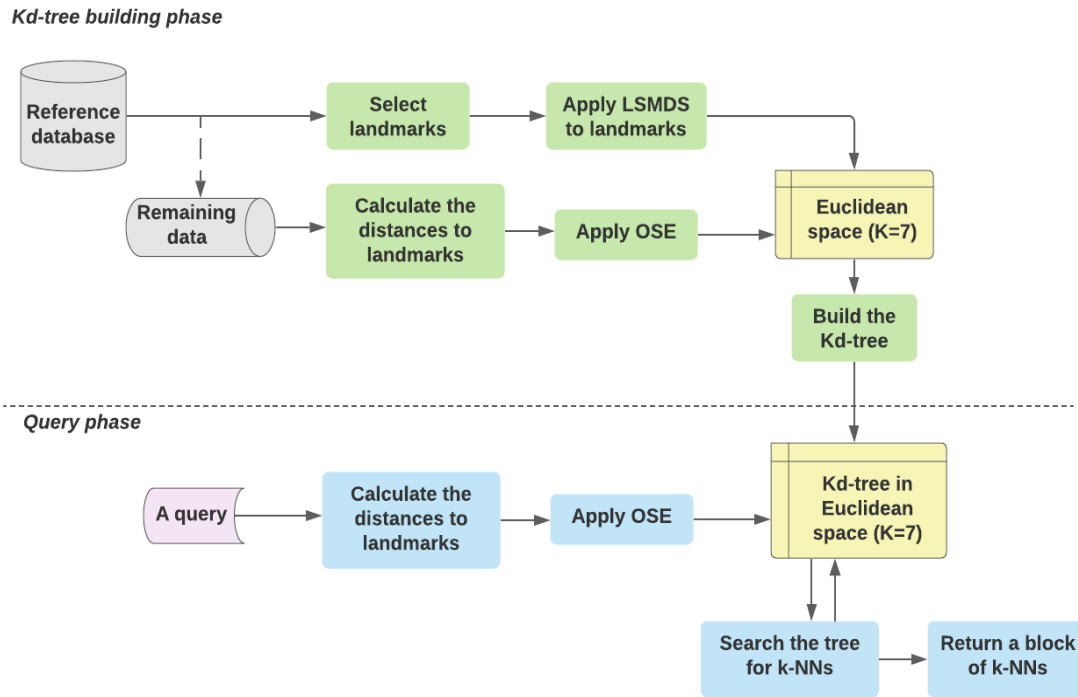 Kd-tree building phase
Reference
database
Select
landmarks
Apply LSMDS
to landmarks
Remaining
data
Calculate the
distances to
landmarks
Apply OSE
Euclidean
space (K=7)
Build the
Kd-tree
Query phase
A query
Calculate the
distances to
landmarks
Apply OSE
Kd-tree in
Euclidean
space (K=7)
Search the tree
for k-NNs
Return a block
of k-NNs